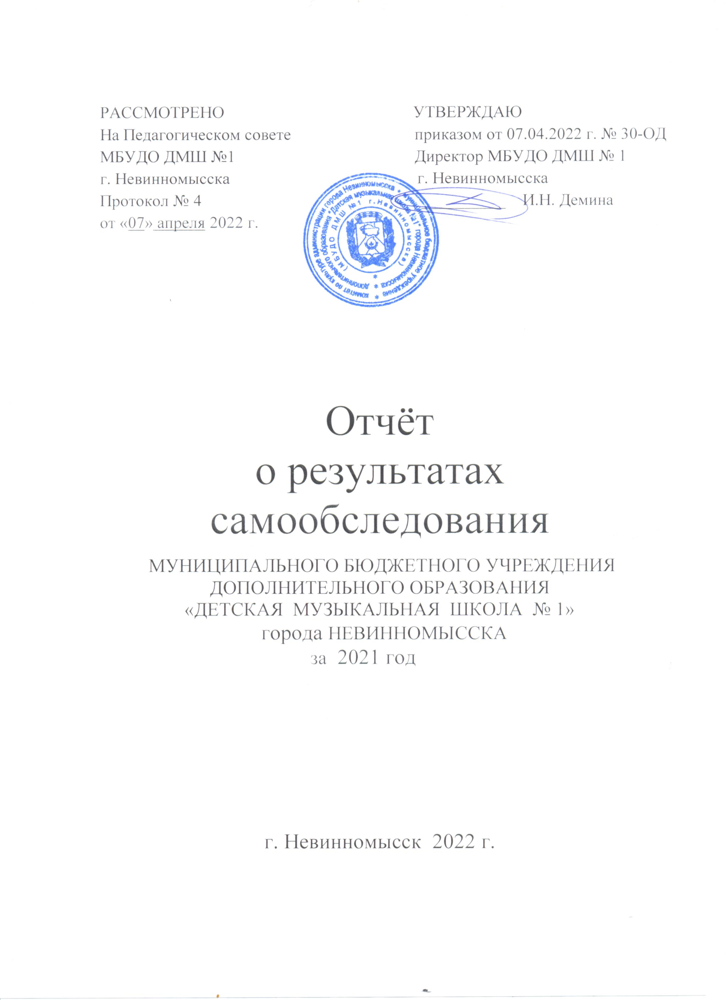 РАССМОТРЕНО
На Педагогическом совете
МБУДО ДМШ №1
г. Невинномысска
Протокол № 4
от «07» апреля 2022 г.
УТВЕРЖДАЮ
приказом от 07.04.2022 г. № 30-ОД
Директор МБУДО ДМШ № 1
г. Невинномысска
И.Н. Демина
комитет по культуре администрации города Невинномысска * муниципальное бюджетное учреждение *
дополнительного образования "Детская музыкальная школа №1" города Невинномысска *
(МБУДО ДМШ №1 г.Невинномысска) *
Отчёт
о результатах
самообследования
МУНИЦИПАЛЬНОГО БЮДЖЕТНОГО УЧРЕЖДЕНИЯ
ДОПОЛНИТЕЛЬНОГО ОБРАЗОВАНИЯ
«ДЕТСКАЯ МУЗЫКАЛЬНАЯ ШКОЛА № 1»
города НЕВИННОМЫССКА
за 2021 год
г. Невинномысск 2022 г.